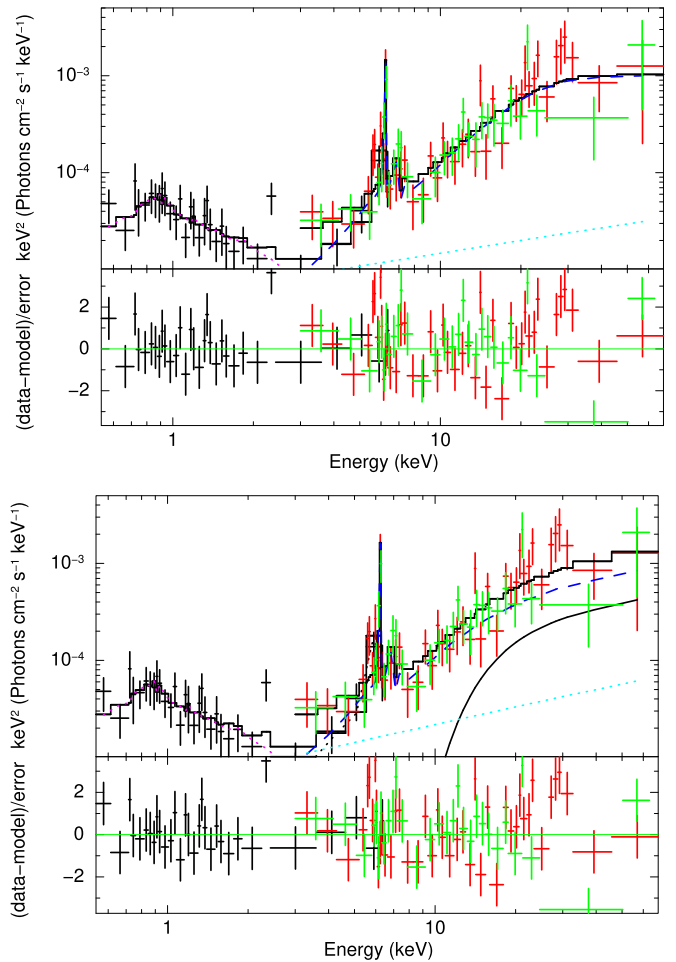 keV² (Photons cm⁻² s⁻¹ keV⁻¹)
10⁻³
10⁻⁴
(data−model)/error
2
0
−2
1
10
Energy (keV)
keV² (Photons cm⁻² s⁻¹ keV⁻¹)
10⁻³
10⁻⁴
(data−model)/error
2
0
−2
1
10
Energy (keV)